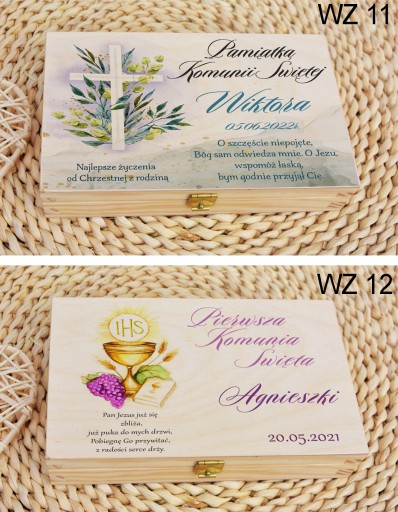 WZ 11
Pamiątka
Komunii Świętej
Wiktora
05.06.2022r.
O szczęście niepojęte,
Bóg sam odwiedza mnie. O Jezu,
wspomóż łaską,
bym godnie przyjął Cię
Najlepsze życzenia
od Chrzestnej z rodziną
WZ 12
IHS
Pierwsza
Komunia
Święta
Agnieszki
20.05.2021
Pan Jezus już się
zbliża,
już puka do mych drzwi,
Pobiegnę Go przywitać,
z radości serce drży.